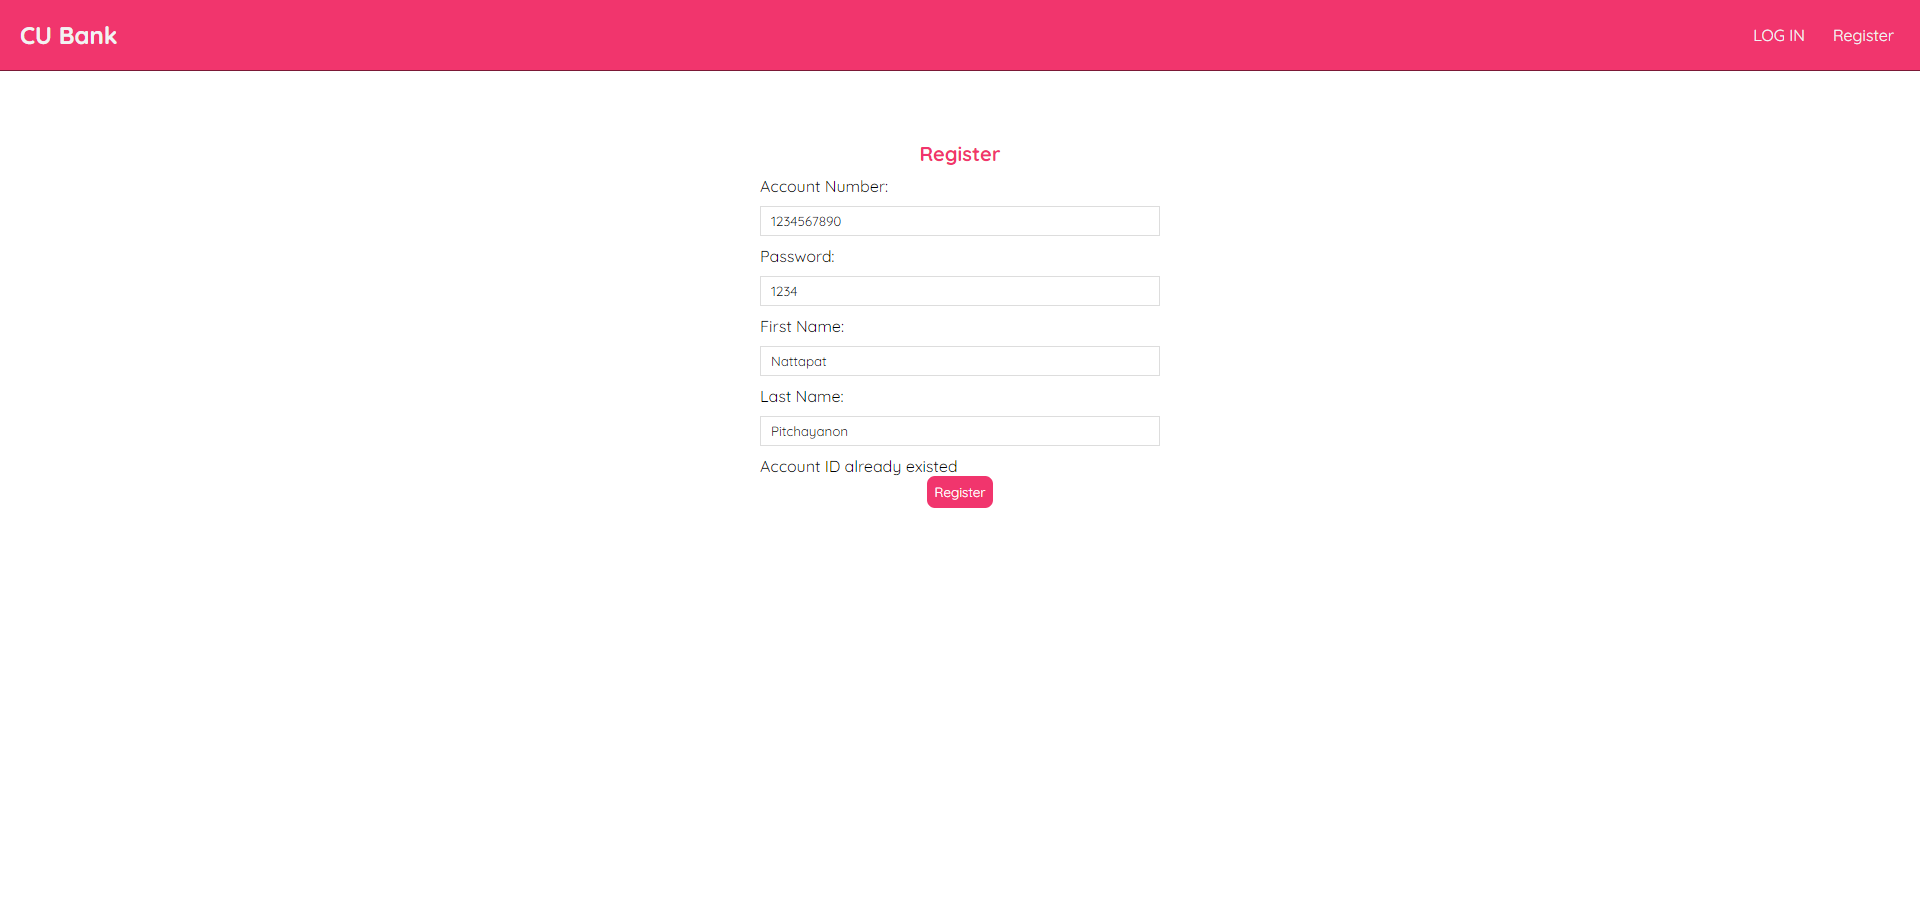 CU Bank
LOG IN
Register
Register
Account Number:
1234567890
Password:
1234
First Name:
Nattapat
Last Name:
Pitchayanon
Account ID already existed
Register